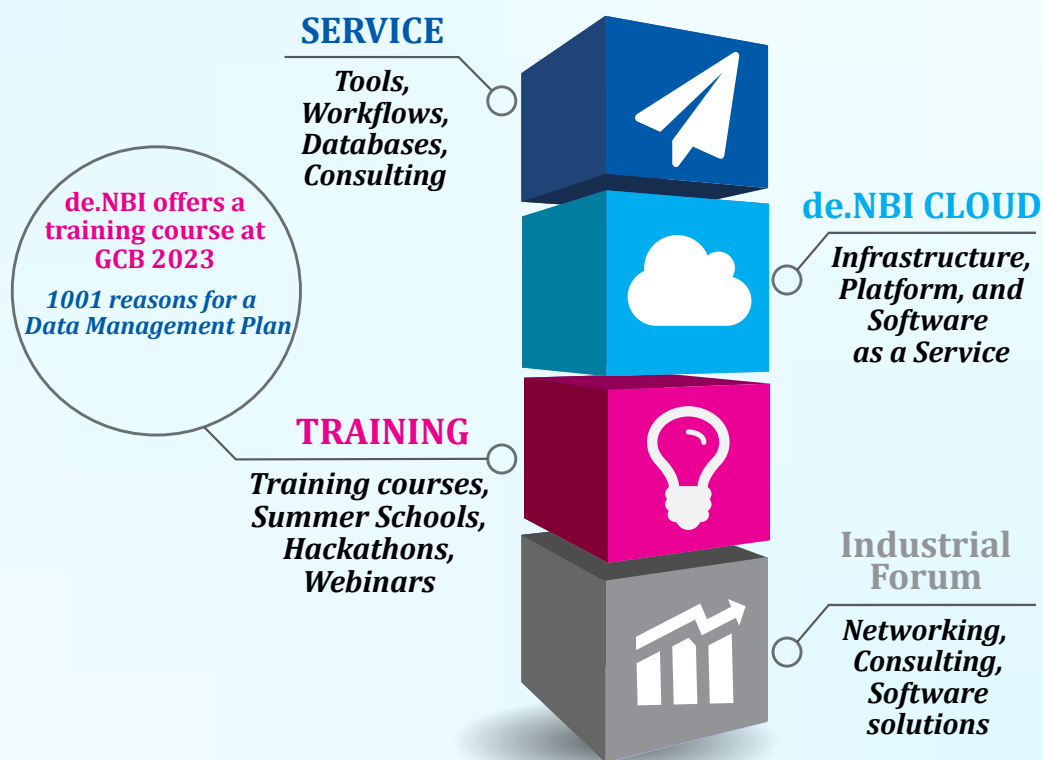 SERVICE
Tools,
Workflows,
Databases,
Consulting
de.NBI offers a
training course at
GCB 2023
1001 reasons for a
Data Management Plan
de.NBI CLOUD
Infrastructure,
Platform, and
Software
as a Service
TRAINING
Training courses,
Summer Schools,
Hackathons,
Webinars
Industrial
Forum
Networking,
Consulting,
Software
solutions